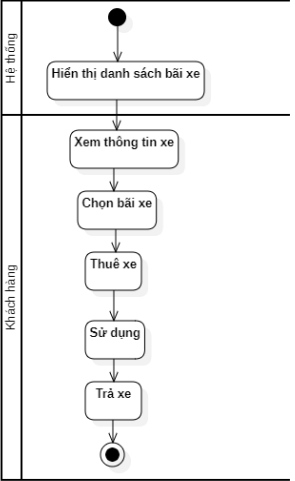 Hệ thống
Hiển thị danh sách bãi xe
Khách hàng
Xem thông tin xe
Chọn bãi xe
Thuê xe
Sử dụng
Trả xe